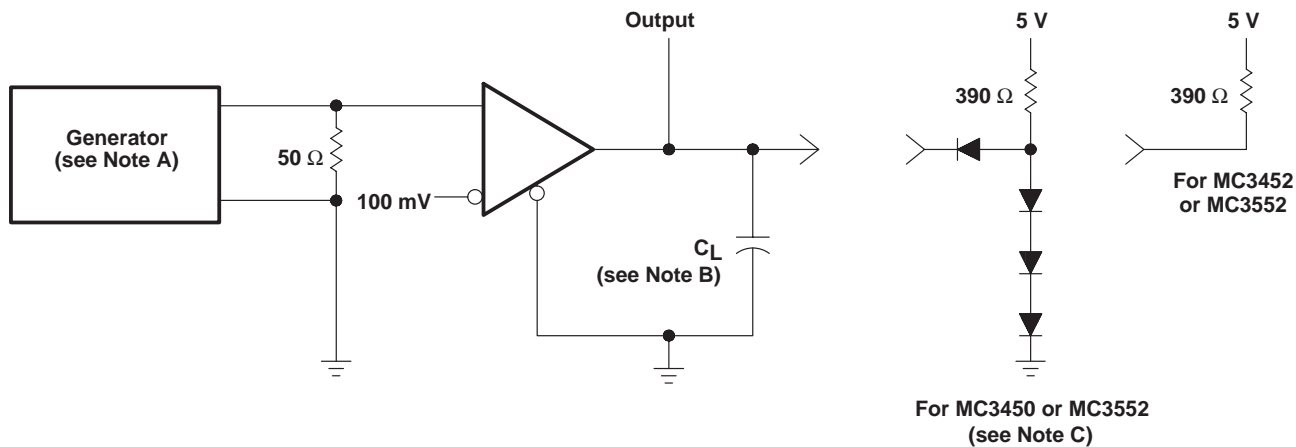 Output
5 V
5 V
390 Ω
390 Ω
Generator
(see Note A)
50 Ω
100 mV
CL
(see Note B)
For MC3452
or MC3552
For MC3450 or MC3552
(see Note C)